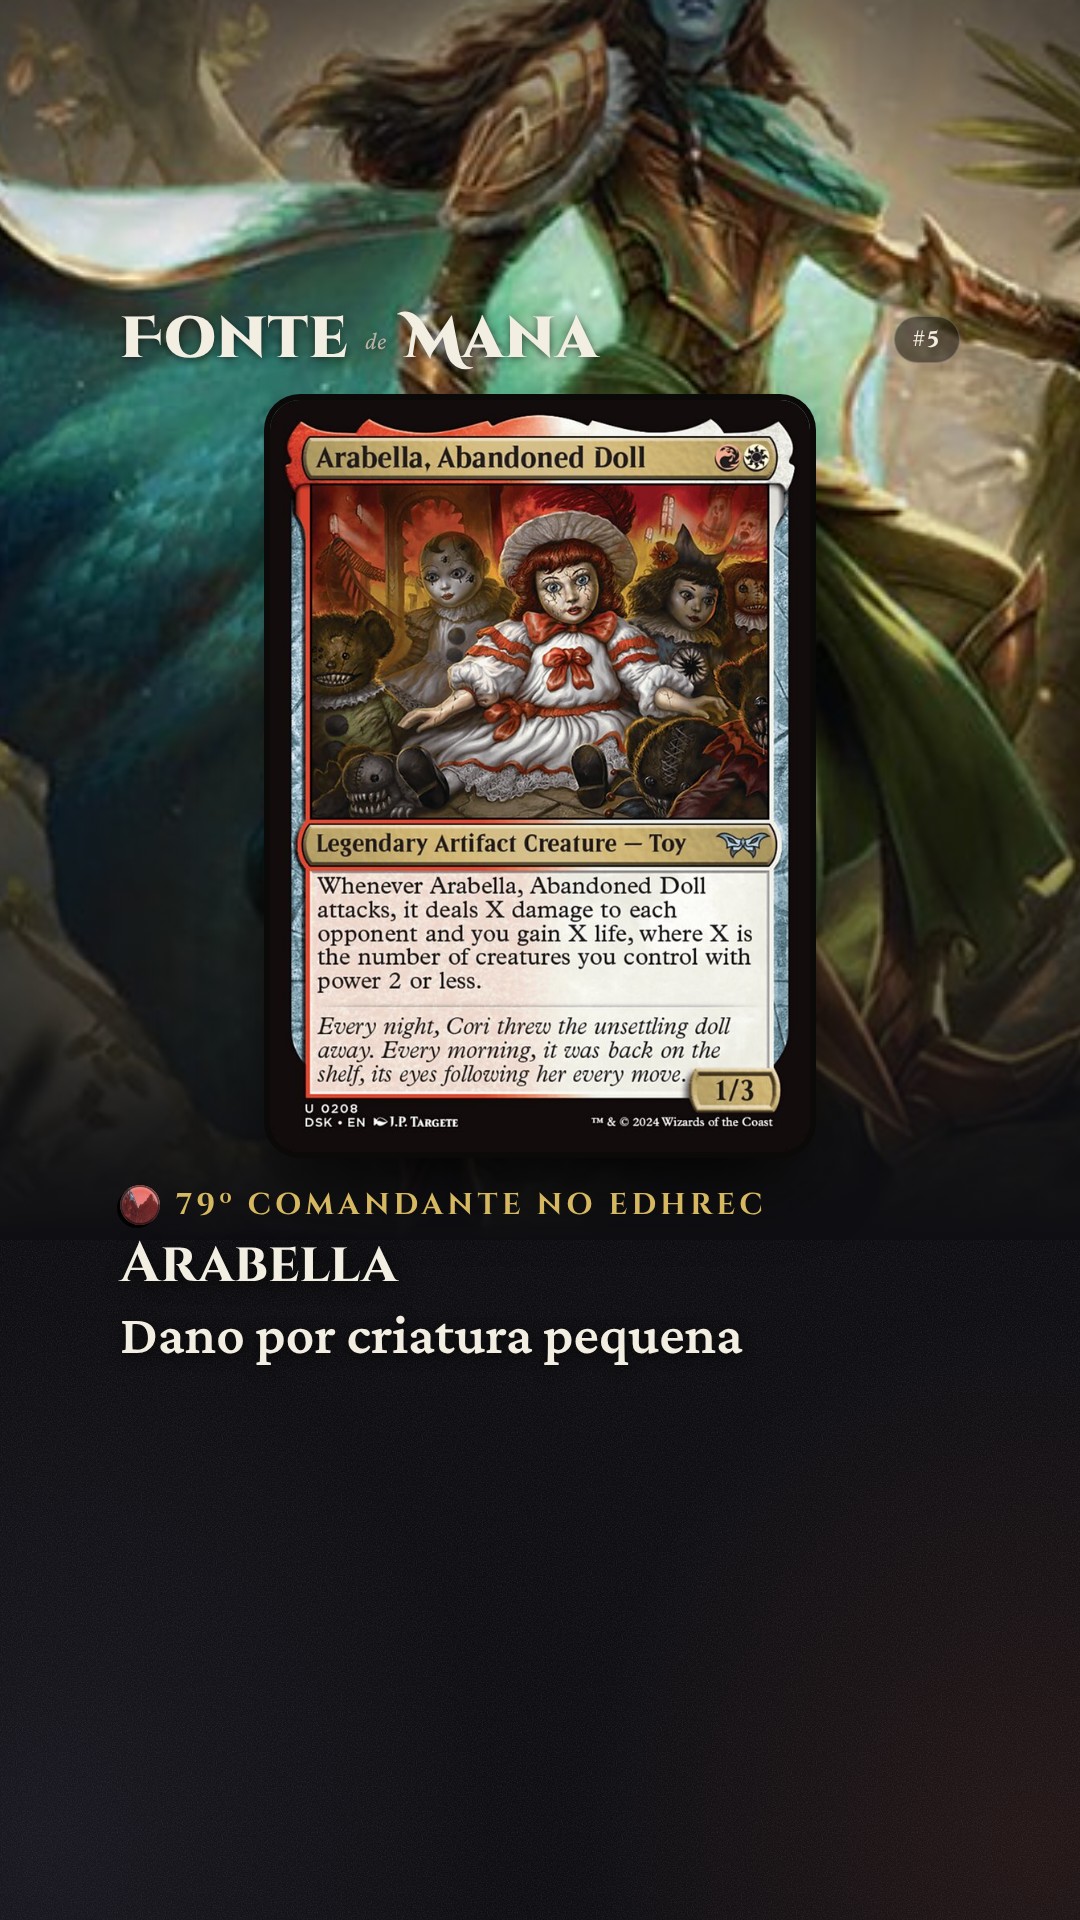 FONTE de MANA
#5
Arabella, Abandoned Doll
Legendary Artifact Creature — Toy
Whenever Arabella, Abandoned Doll
attacks, it deals X damage to each
opponent and you gain X life, where X is
the number of creatures you control with
power 2 or less.
Every night, Cori threw the unsettling doll
away. Every morning, it was back on the
shelf, its eyes following her every move.
1/3
U 0208
DSK • EN J.P. TARGETE
™ & © 2024 Wizards of the Coast
79º COMANDANTE NO EDHREC
ARABELLA
Dano por criatura pequena